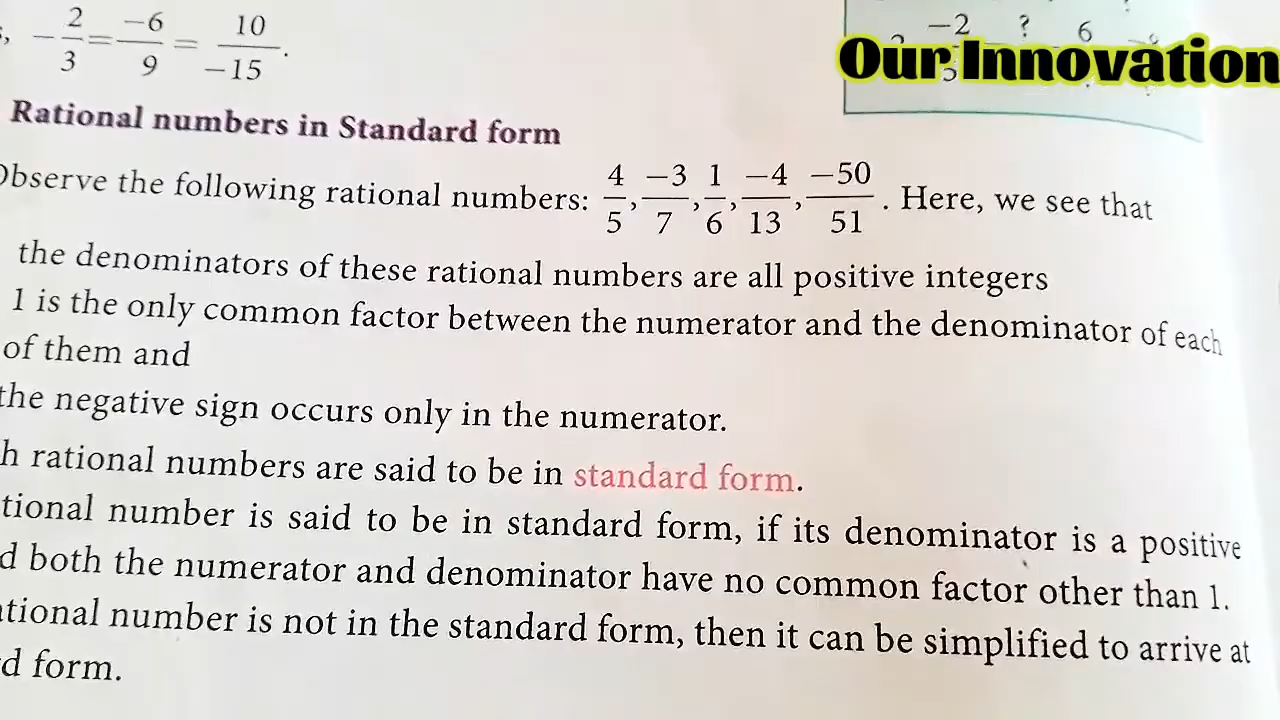 , -2/3 = -6/9 = 10/-15.
-2 ? 6
Our Innovation
Rational numbers in Standard form
Observe the following rational numbers: 4/5, -3/7, 1/6, -4/13, -50/51. Here, we see that
the denominators of these rational numbers are all positive integers
1 is the only common factor between the numerator and the denominator of each
of them and
the negative sign occurs only in the numerator.
h rational numbers are said to be in standard form.
tional number is said to be in standard form, if its denominator is a positive
d both the numerator and denominator have no common factor other than 1.
ational number is not in the standard form, then it can be simplified to arrive at
d form.